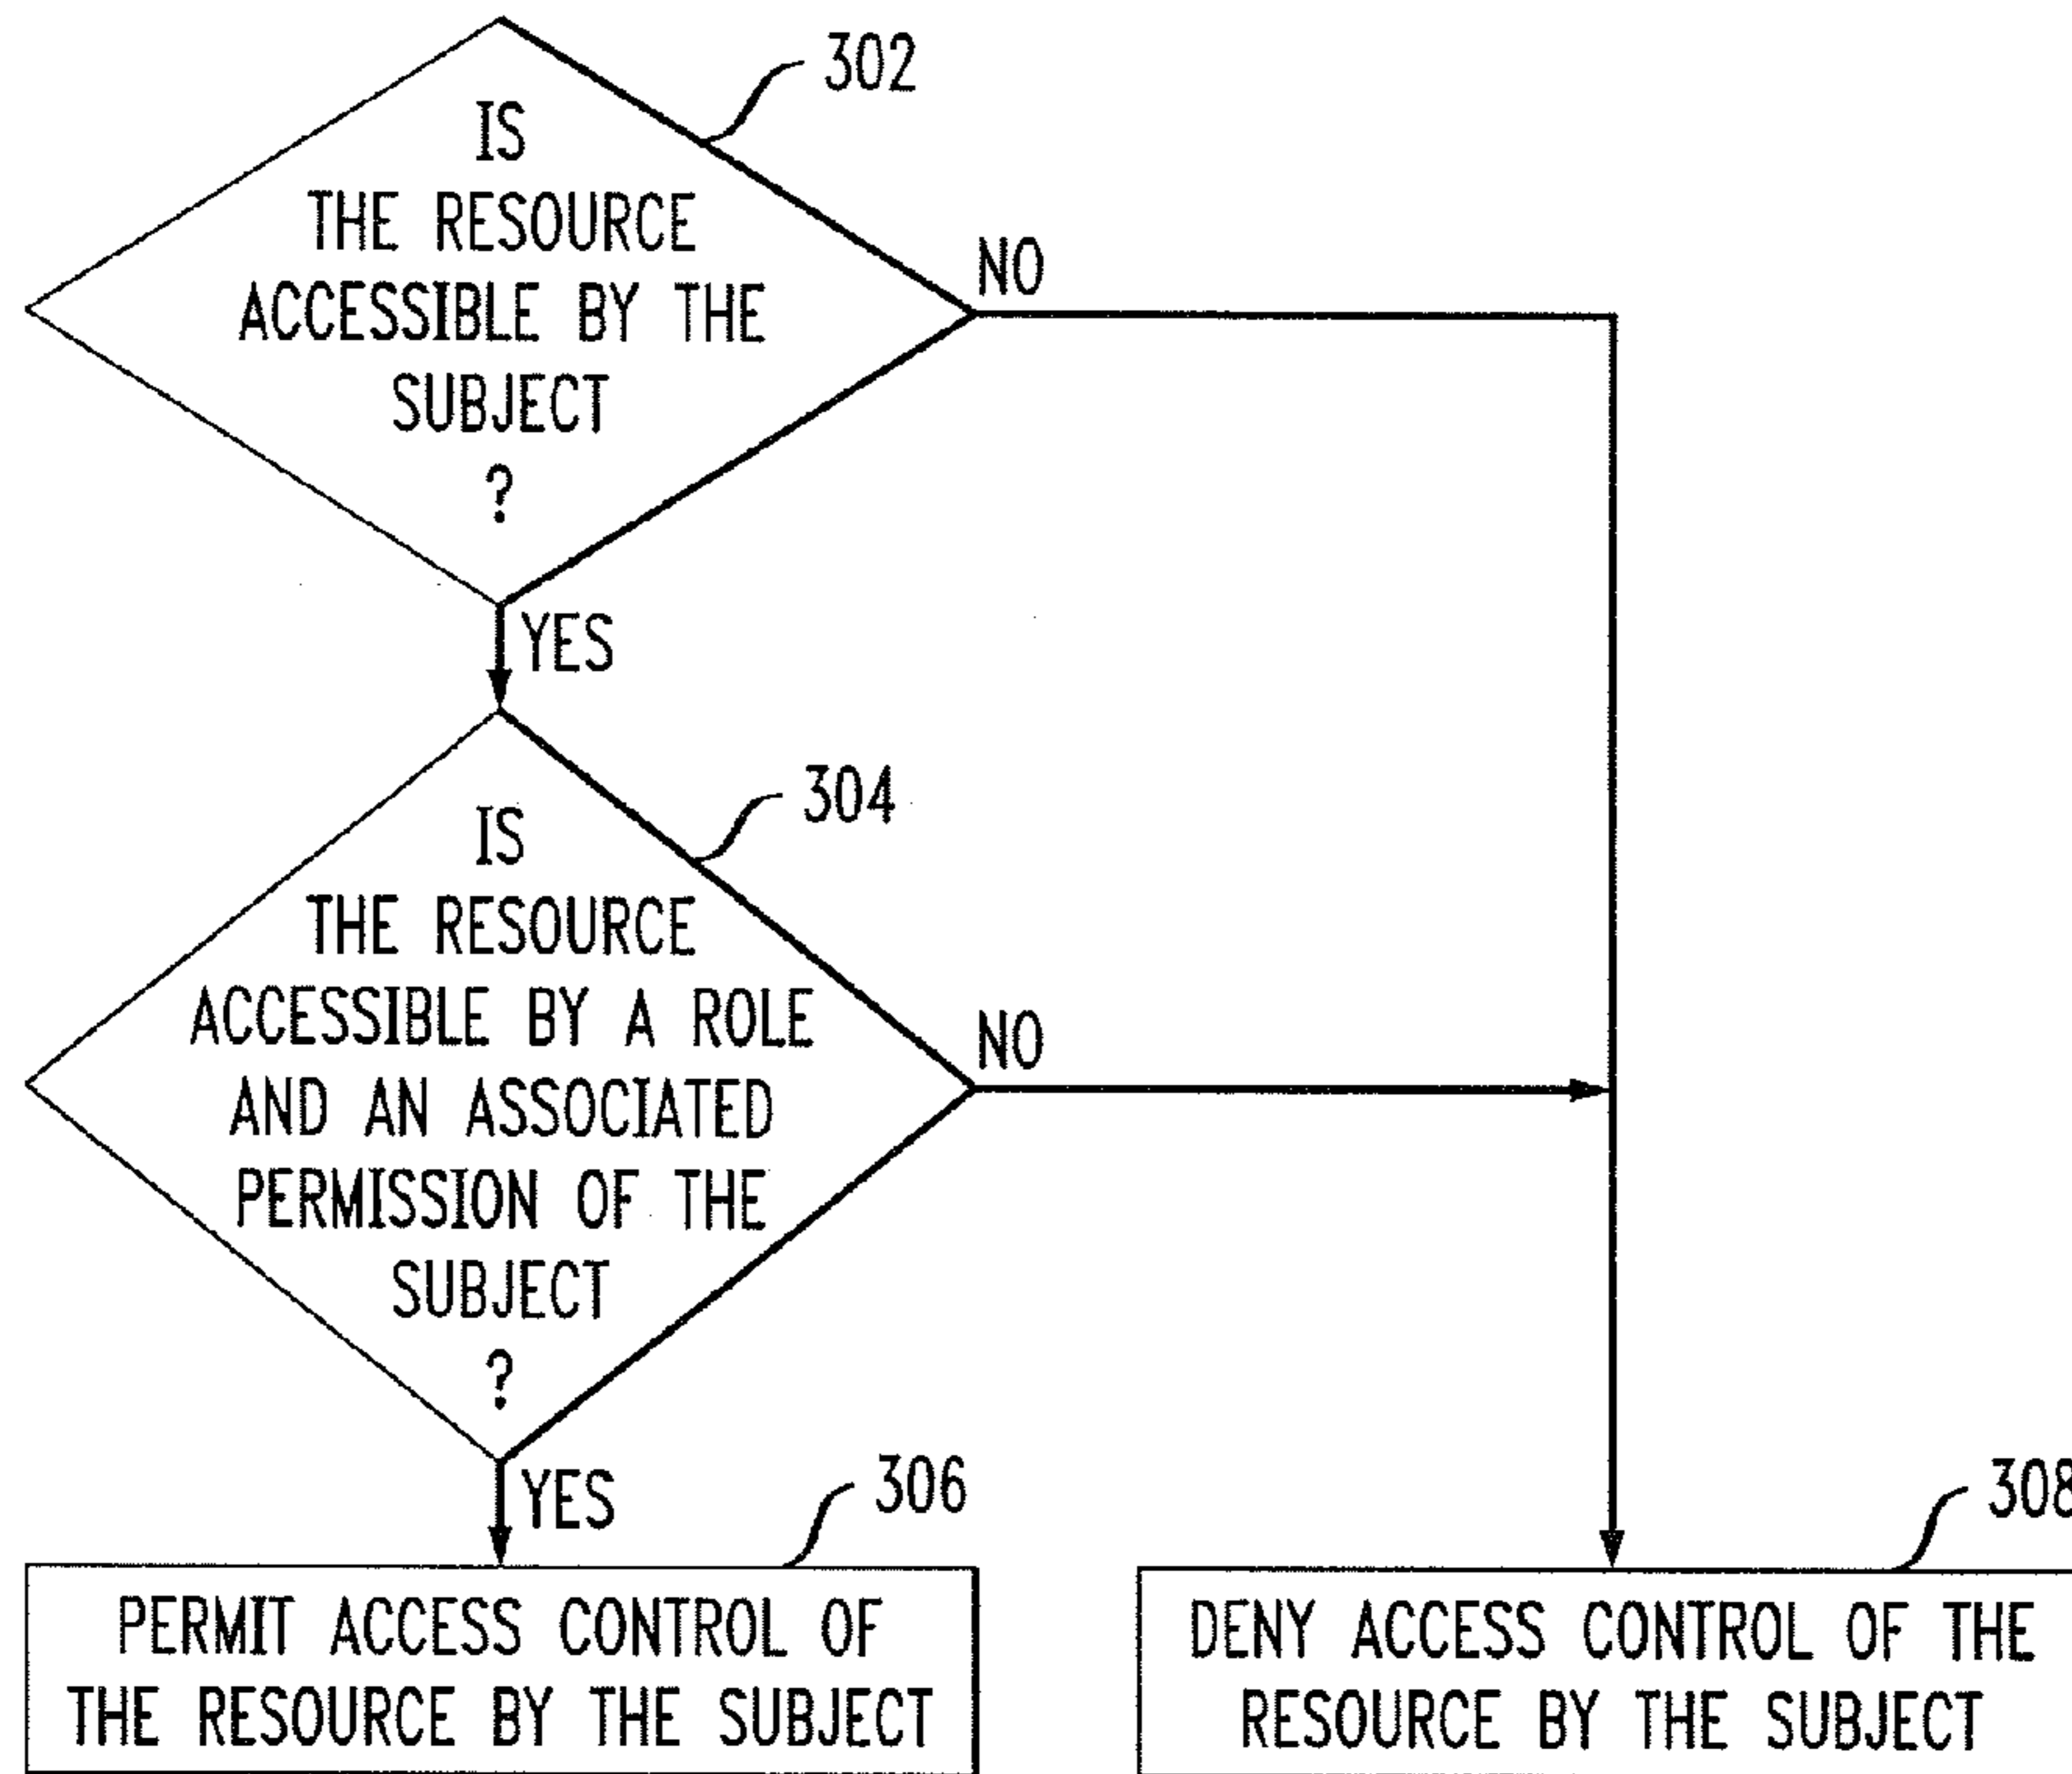 302
IS
THE RESOURCE
ACCESSIBLE BY THE
SUBJECT
?
NO
YES
304
IS
THE RESOURCE
ACCESSIBLE BY A ROLE
AND AN ASSOCIATED
PERMISSION OF THE
SUBJECT
?
NO
YES
306
PERMIT ACCESS CONTROL OF
THE RESOURCE BY THE SUBJECT
308
DENY ACCESS CONTROL OF THE
RESOURCE BY THE SUBJECT